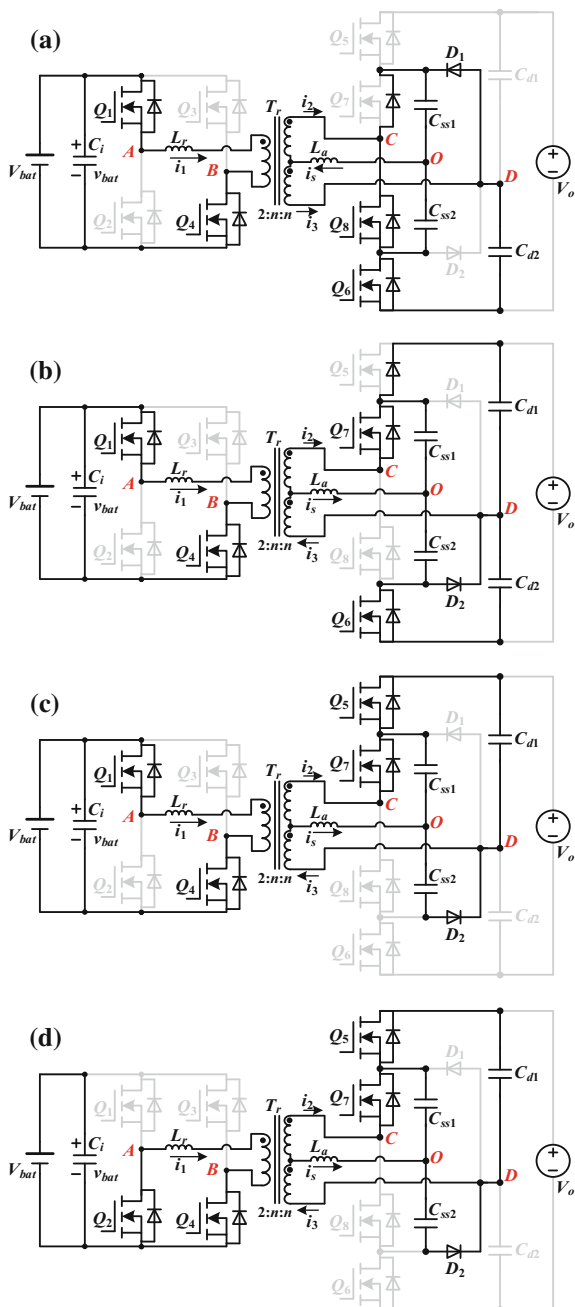 (a)
Q5
D1
Cd1
Q1
Q3
Tr
i2
Q7
Css1
Ci
Lr
La
A
C
O
Vbat
vbat
i1
B
is
D
Vo
Q2
Q4
i3
Q8
Css2
Cd2
2:n:n
D2
Q6
(b)
Q5
D1
Cd1
Q1
Q3
Tr
i2
Q7
Css1
Ci
Lr
La
A
C
O
Vbat
vbat
i1
B
is
D
Vo
Q2
Q4
i3
Q8
Css2
Cd2
2:n:n
D2
Q6
(c)
Q5
D1
Cd1
Q1
Q3
Tr
i2
Q7
Css1
Ci
Lr
La
A
C
O
Vbat
vbat
i1
B
is
D
Vo
Q2
Q4
i3
Q8
Css2
Cd2
2:n:n
D2
Q6
(d)
Q5
D1
Cd1
Q1
Q3
Tr
i2
Q7
Css1
Ci
Lr
La
A
C
O
Vbat
vbat
i1
B
is
D
Vo
Q2
Q4
i3
Q8
Css2
Cd2
2:n:n
D2
Q6